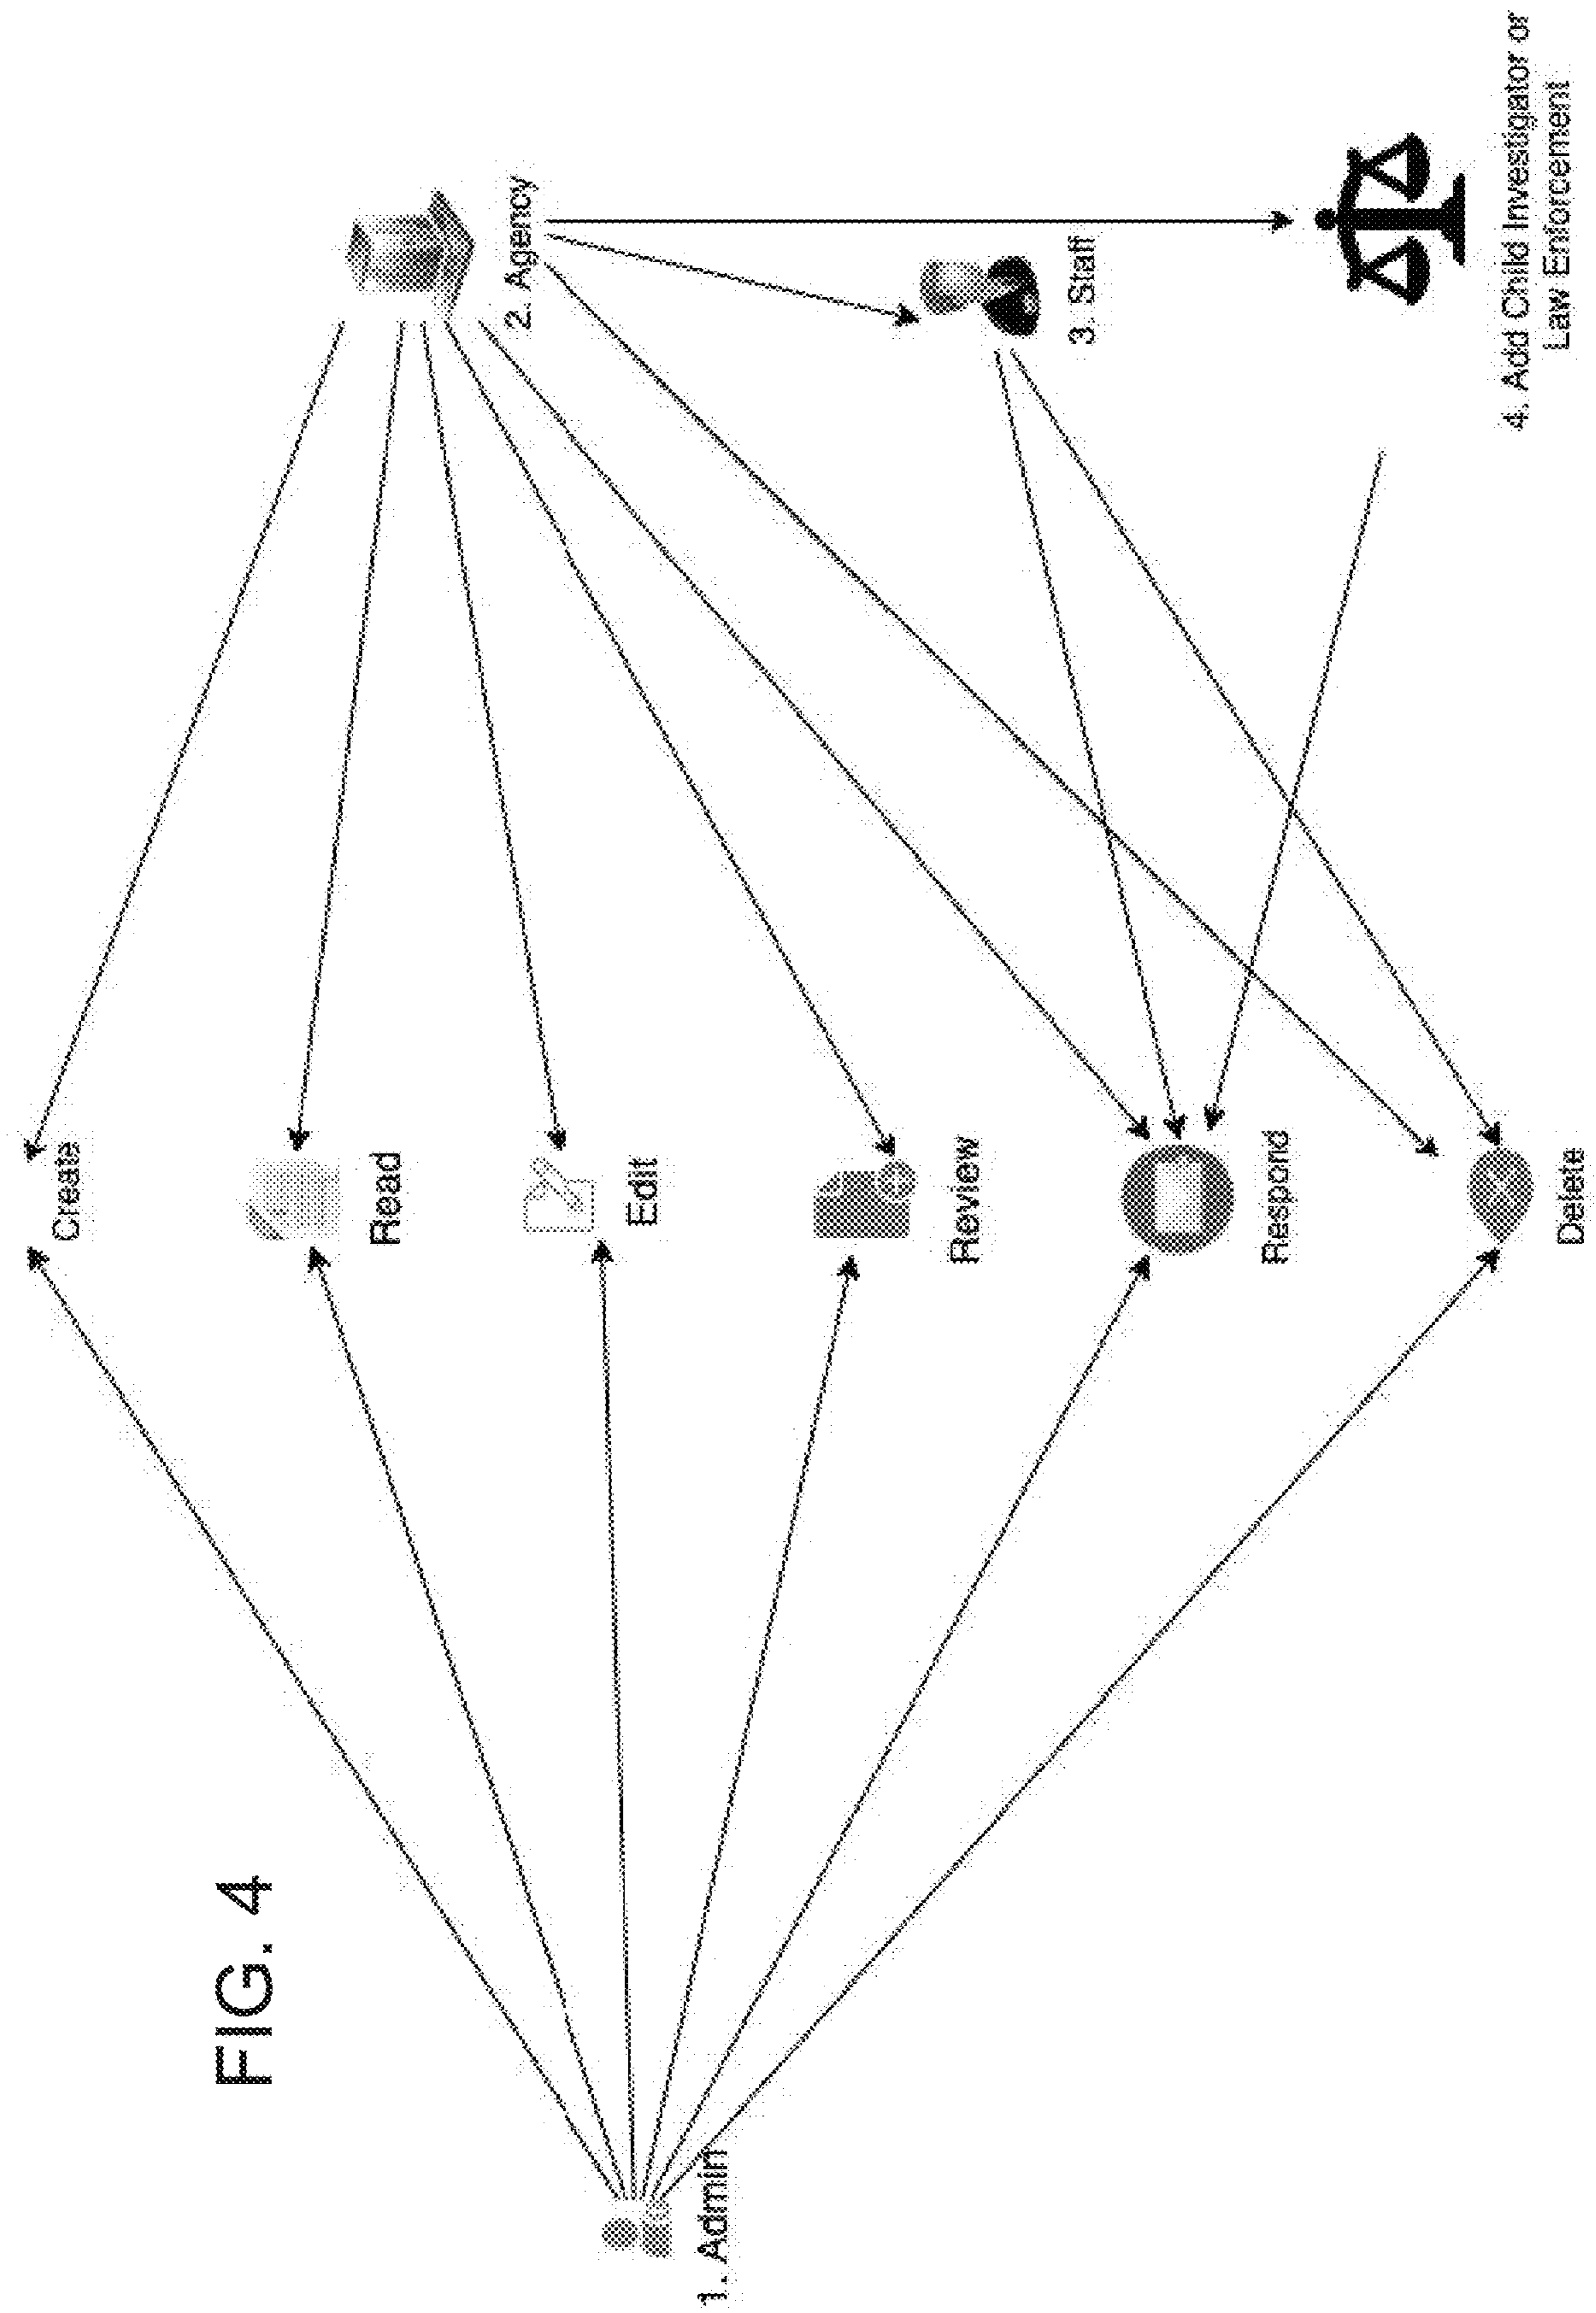 FIG. 4
1. Admin
Create
Read
Edit
Review
Respond
Delete
2. Agency
3. Staff
4. Add Child Investigator or
Law Enforcement